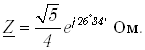 Z = √5/4 e^{j26°34'} Ом.